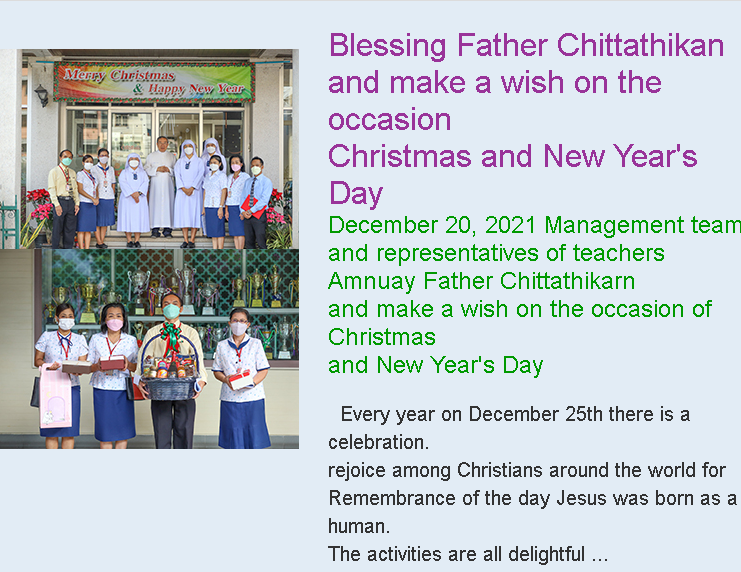 Merry Christmas
& Happy New Year
Blessing Father Chittathikan
and make a wish on the
occasion
Christmas and New Year's
Day
December 20, 2021 Management team
and representatives of teachers
Amnuay Father Chittathikarn
and make a wish on the occasion of
Christmas
and New Year's Day
Every year on December 25th there is a
celebration.
rejoice among Christians around the world for
Remembrance of the day Jesus was born as a
human.
The activities are all delightful ...